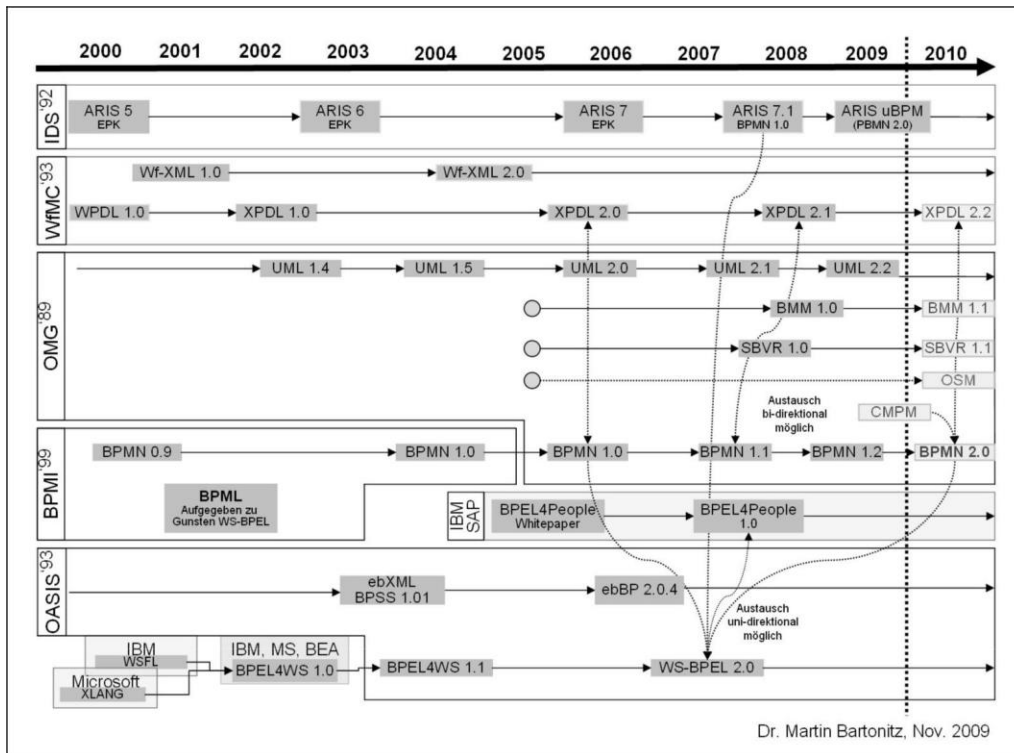 2000 2001 2002 2003 2004 2005 2006 2007 2008 2009 2010
IDS '92
ARIS 5
EPK
ARIS 6
EPK
ARIS 7
EPK
ARIS 7.1
BPMN 1.0
ARIS uBPM
(PBMN 2.0)
WfMC '93
Wf-XML 1.0
Wf-XML 2.0
WPDL 1.0
XPDL 1.0
XPDL 2.0
XPDL 2.1
XPDL 2.2
OMG '89
UML 1.4
UML 1.5
UML 2.0
UML 2.1
UML 2.2
BMM 1.0
BMM 1.1
SBVR 1.0
SBVR 1.1
OSM
Austausch
bi-direktional
möglich
CMPM
BPMI '99
BPMN 0.9
BPMN 1.0
BPMN 1.0
BPMN 1.1
BPMN 1.2
BPMN 2.0
BPML
Aufgegeben zu
Gunsten WS-BPEL
IBM
SAP
BPEL4People
Whitepaper
BPEL4People
1.0
OASIS '93
ebXML
BPSS 1.01
ebBP 2.0.4
Austausch
uni-direktional
möglich
IBM
WSFL
Microsoft
XLANG
IBM, MS, BEA
BPEL4WS 1.0
BPEL4WS 1.1
WS-BPEL 2.0
Dr. Martin Bartonitz, Nov. 2009